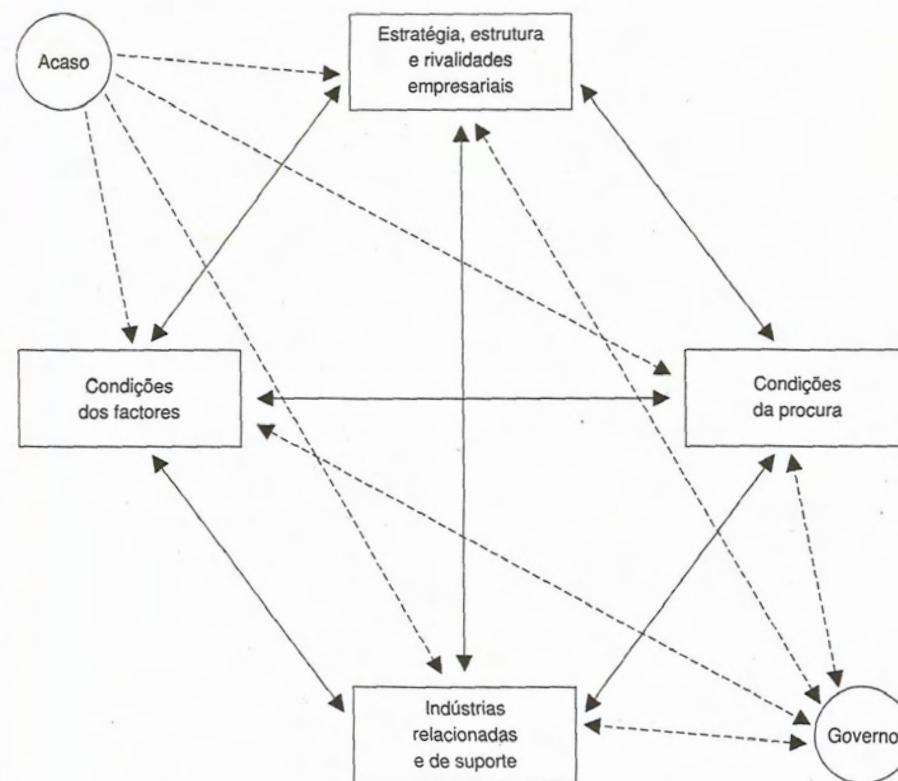 Acaso
Estratégia, estrutura
e rivalidades
empresariais
Condições
dos factores
Condições
da procura
Indústrias
relacionadas
e de suporte
Governo